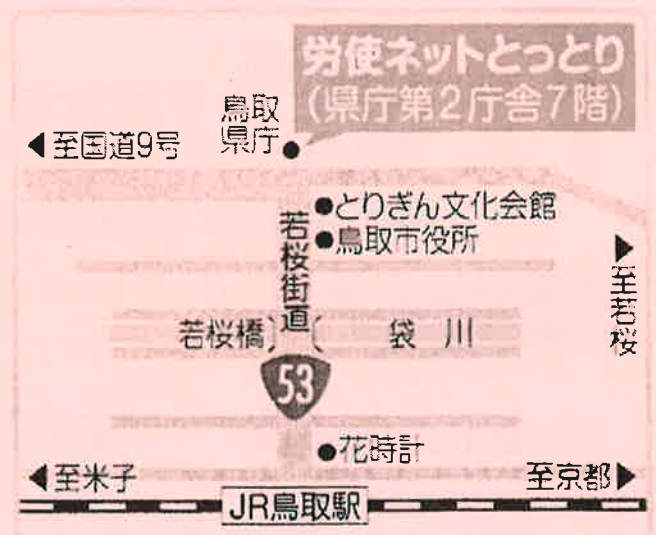 労使ネットとっとり
(県庁第2庁舎7階)
鳥取
県庁
至国道9号
とりぎん文化会館
鳥取市役所
若桜街道
至若桜
若桜橋
袋川
53
花時計
至米子
至京都
JR鳥取駅